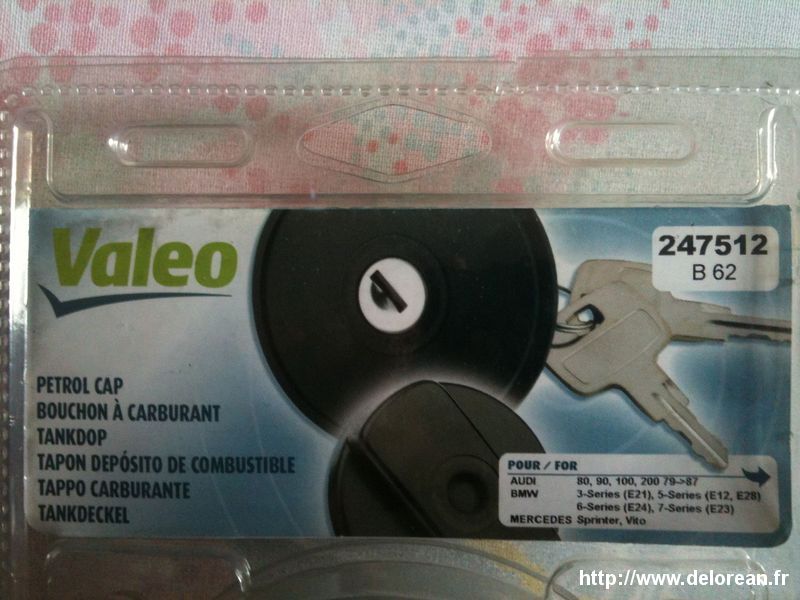 Valeo
247512
B 62
PETROL CAP
BOUCHON À CARBURANT
TANKDOP
TAPON DEPÓSITO DE COMBUSTIBLE
TAPPO CARBURANTE
TANKDECKEL
POUR / FOR
AUDI 80, 90, 100, 200 79->87
BMW 3-Series (E21), 5-Series (E12, E28)
6-Series (E24), 7-Series (E23)
MERCEDES Sprinter, Vito
http://www.delorean.fr